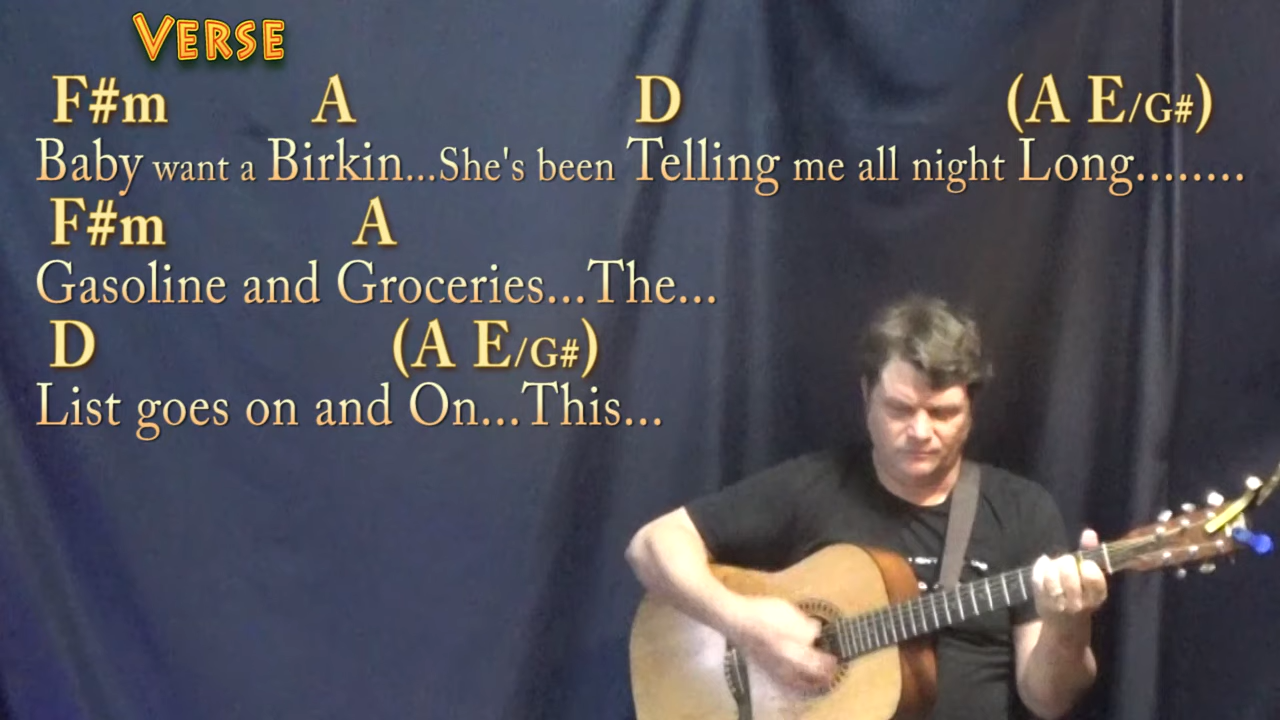 VERSE
F#m A D (A E/G#)
Baby want a Birkin...She's been Telling me all night Long........
F#m A
Gasoline and Groceries...The...
D (A E/G#)
List goes on and On...This...